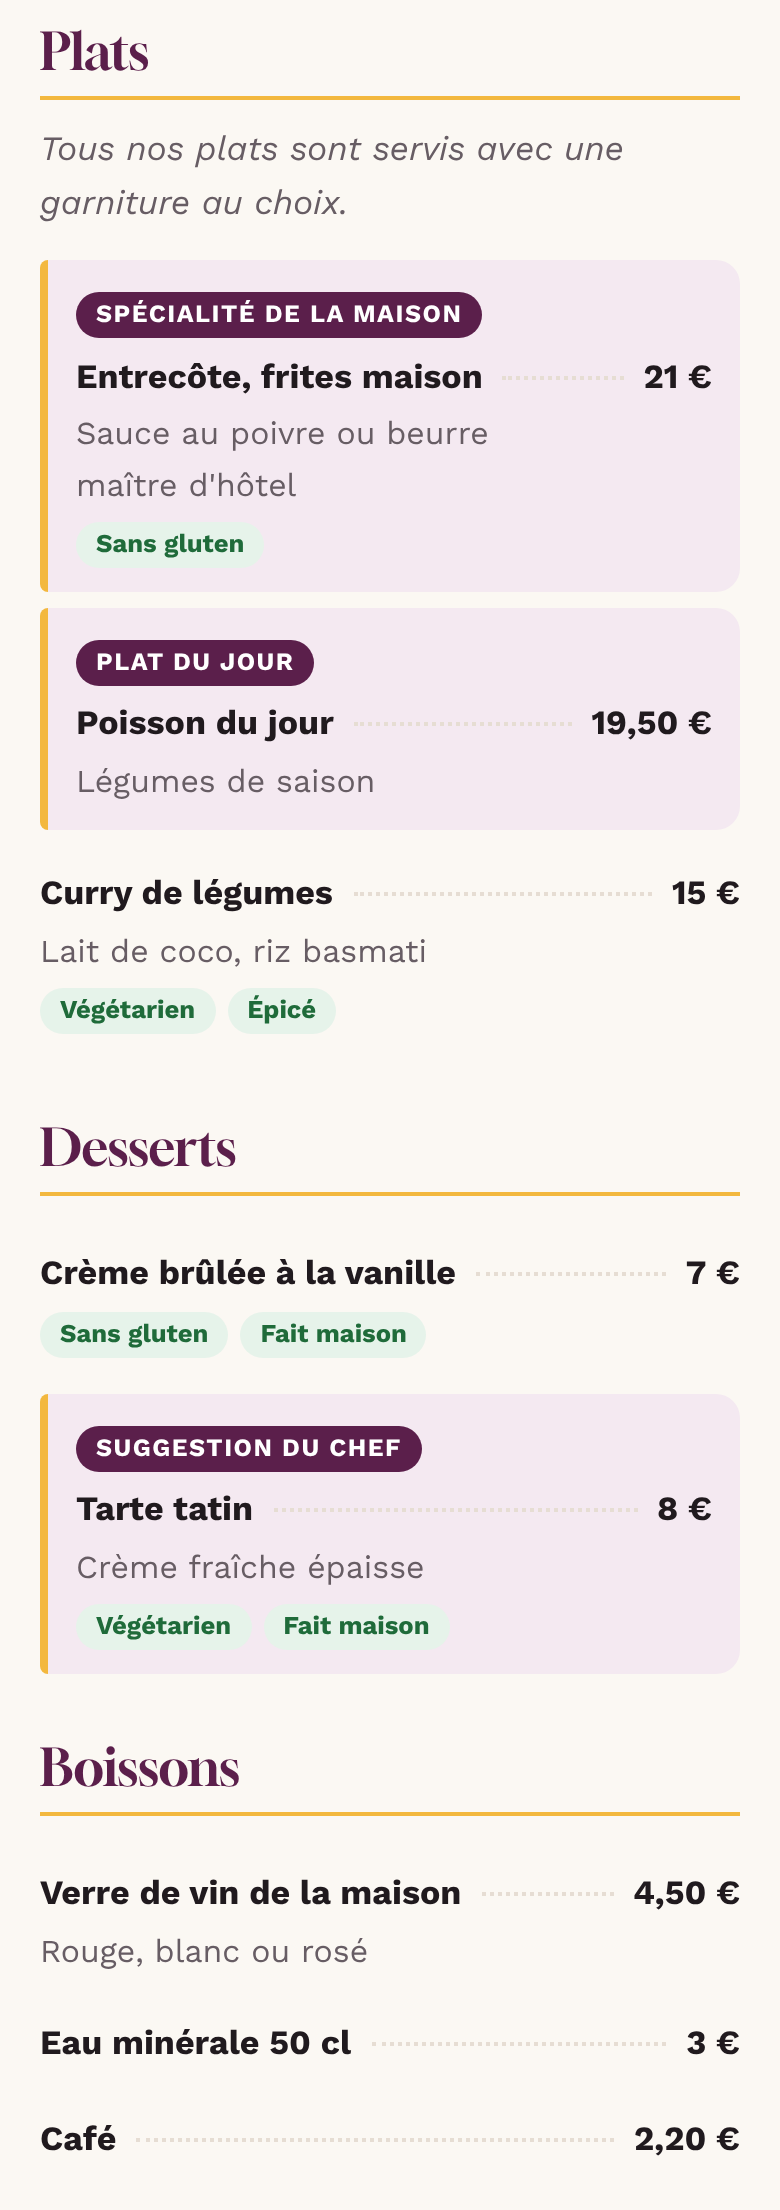 Plats
Tous nos plats sont servis avec une
garniture au choix.
SPÉCIALITÉ DE LA MAISON
Entrecôte, frites maison 21 €
Sauce au poivre ou beurre
maître d'hôtel
Sans gluten
PLAT DU JOUR
Poisson du jour 19,50 €
Légumes de saison
Curry de légumes 15 €
Lait de coco, riz basmati
Végétarien Épicé
Desserts
Crème brûlée à la vanille 7 €
Sans gluten Fait maison
SUGGESTION DU CHEF
Tarte tatin 8 €
Crème fraîche épaisse
Végétarien Fait maison
Boissons
Verre de vin de la maison 4,50 €
Rouge, blanc ou rosé
Eau minérale 50 cl 3 €
Café 2,20 €